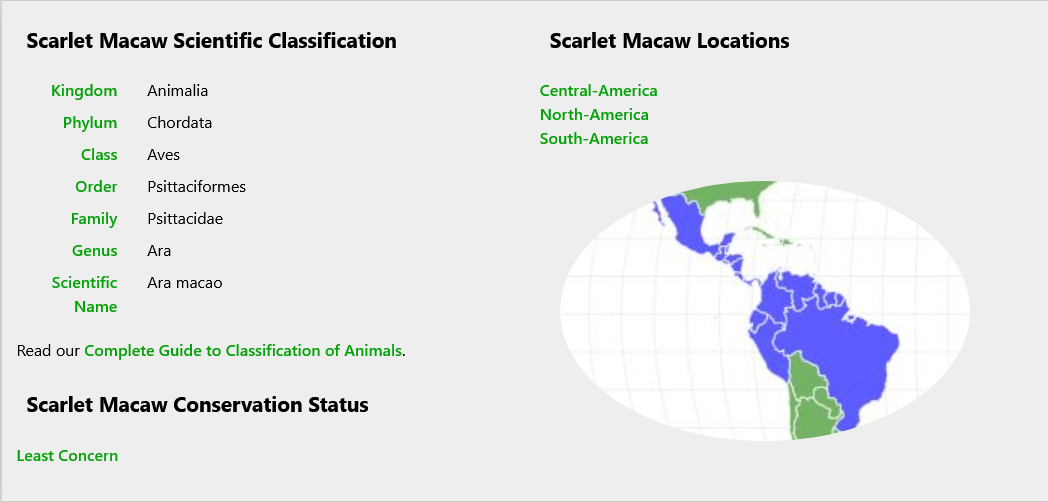 Scarlet Macaw Scientific Classification
Kingdom Animalia
Phylum Chordata
Class Aves
Order Psittaciformes
Family Psittacidae
Genus Ara
Scientific Ara macao
Name
Read our Complete Guide to Classification of Animals.
Scarlet Macaw Conservation Status
Least Concern
Scarlet Macaw Locations
Central-America
North-America
South-America